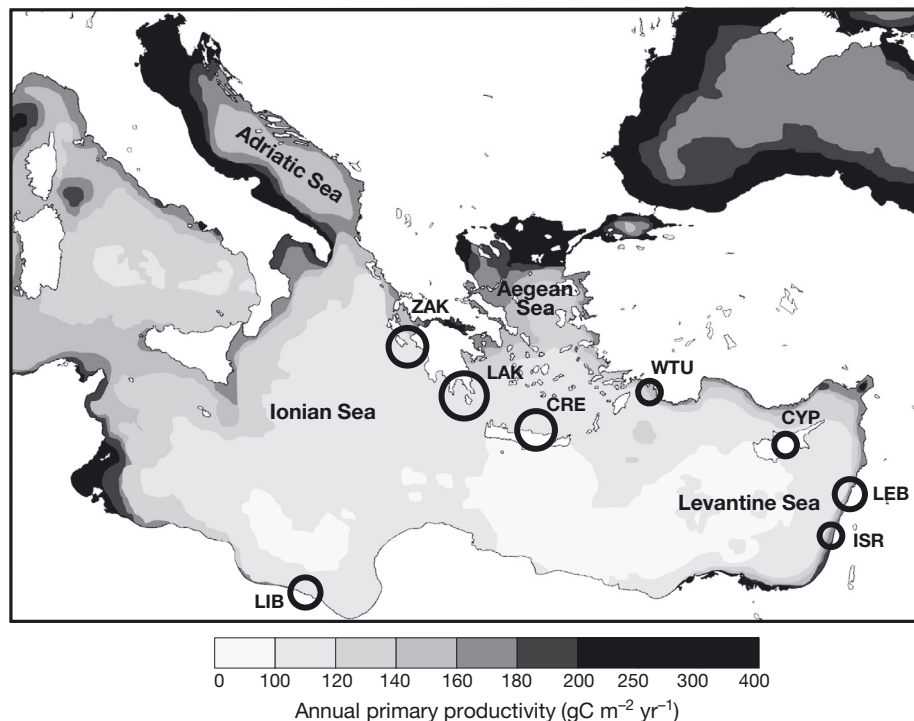 Adriatic Sea
Aegean
Sea
ZAK
LAK
WTU
CRE
CYP
Ionian Sea
Levantine Sea
LEB
ISR
LIB
0 100 120 140 160 180 200 250 300 400
Annual primary productivity (gC m⁻² yr⁻¹)